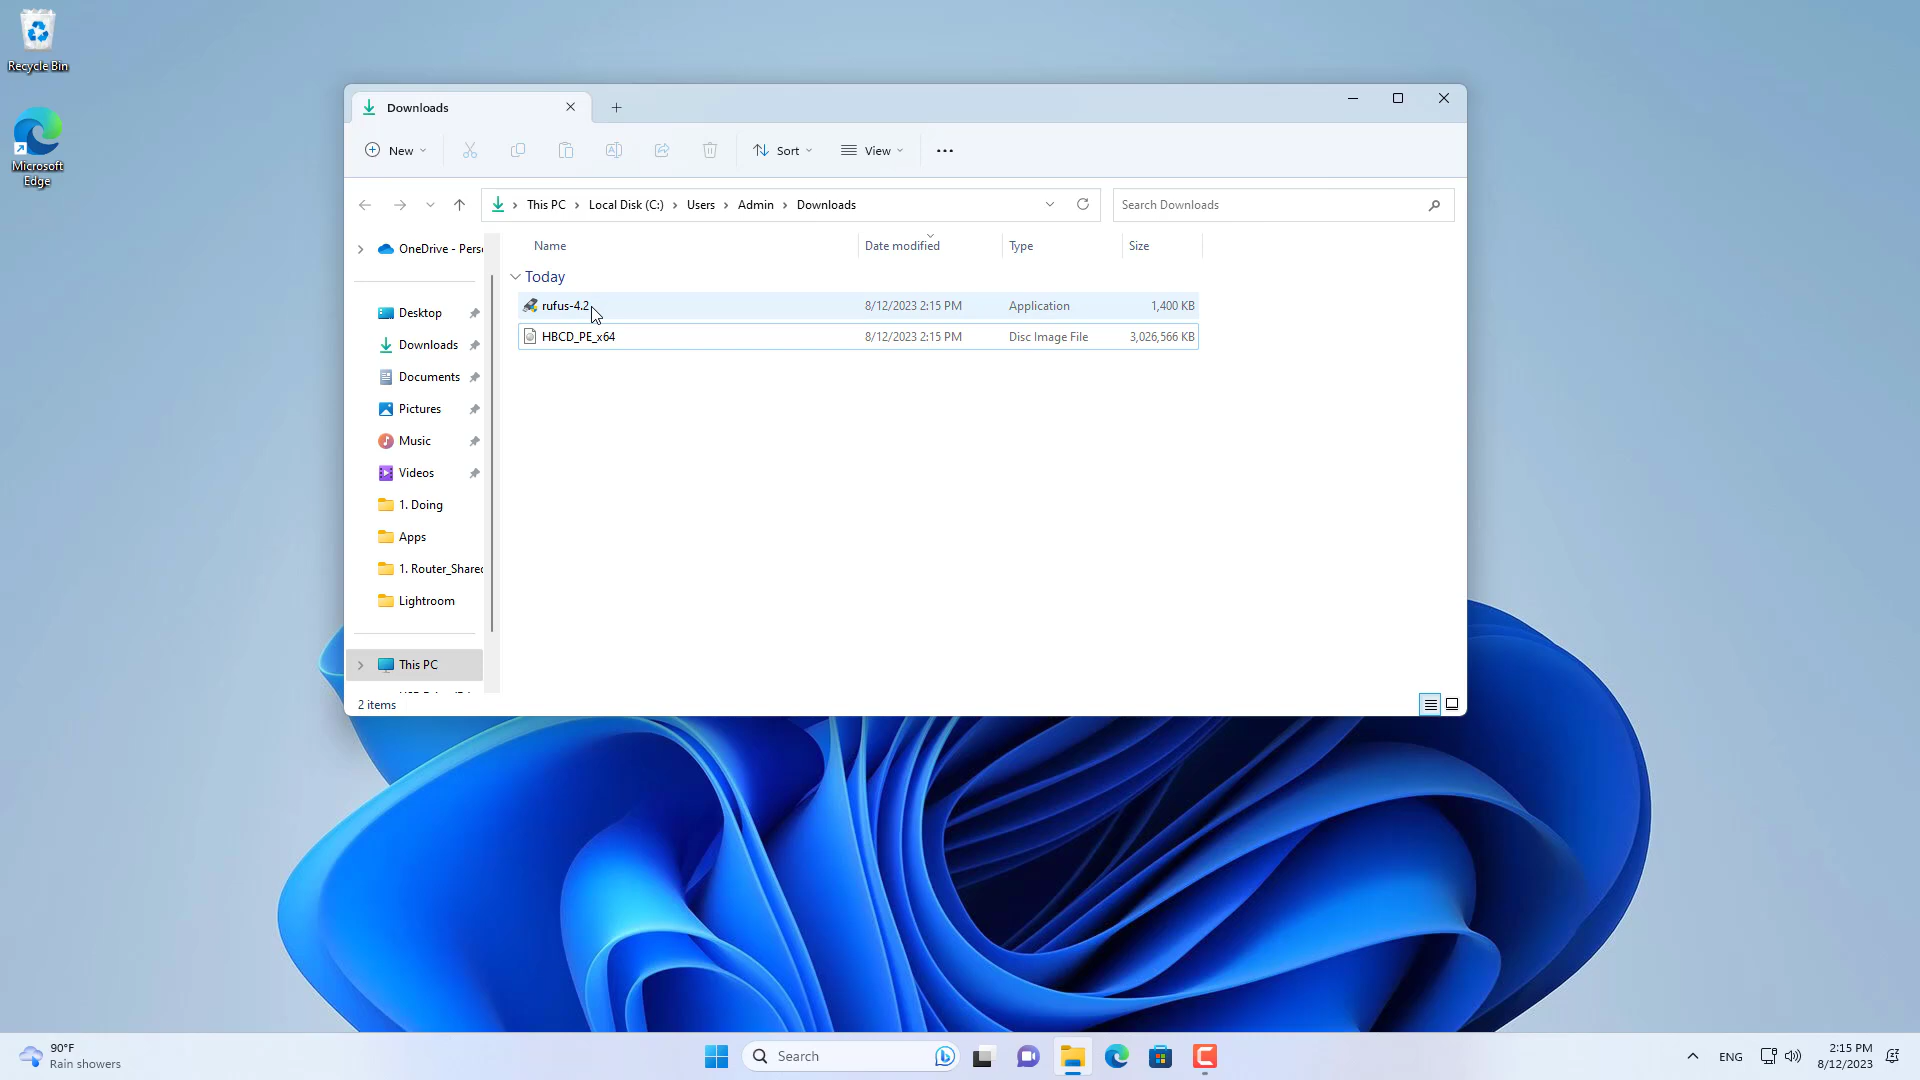 Recycle Bin
Microsoft
Edge
Downloads
New
Sort
View
This PC
Local Disk (C:)
Users
Admin
Downloads
Search Downloads
OneDrive - Pers
Desktop
Downloads
Documents
Pictures
Music
Videos
1. Doing
Apps
1. Router_Shared
Lightroom
This PC
Name
Date modified
Type
Size
Today
rufus-4.2
8/12/2023 2:15 PM
Application
1,400 KB
HBCD_PE_x64
8/12/2023 2:15 PM
Disc Image File
3,026,566 KB
2 items
90°F
Rain showers
Search
ENG
2:15 PM
8/12/2023